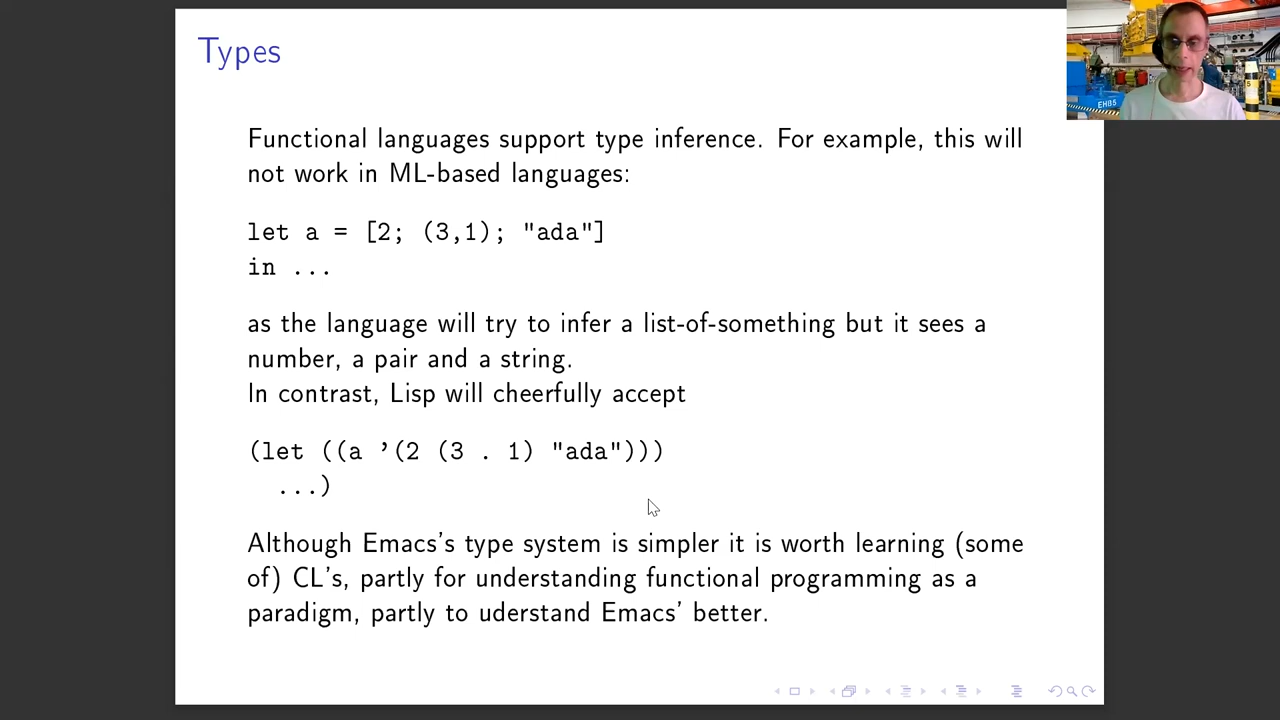 Types
Functional languages support type inference. For example, this will
not work in ML-based languages:
let a = [2; (3,1); "ada"]
in ...
as the language will try to infer a list-of-something but it sees a
number, a pair and a string.
In contrast, Lisp will cheerfully accept
(let ((a ’(2 (3 . 1) "ada")))
...)
Although Emacs's type system is simpler it is worth learning (some
of) CL's, partly for understanding functional programming as a
paradigm, partly to uderstand Emacs' better.
EHB5
5